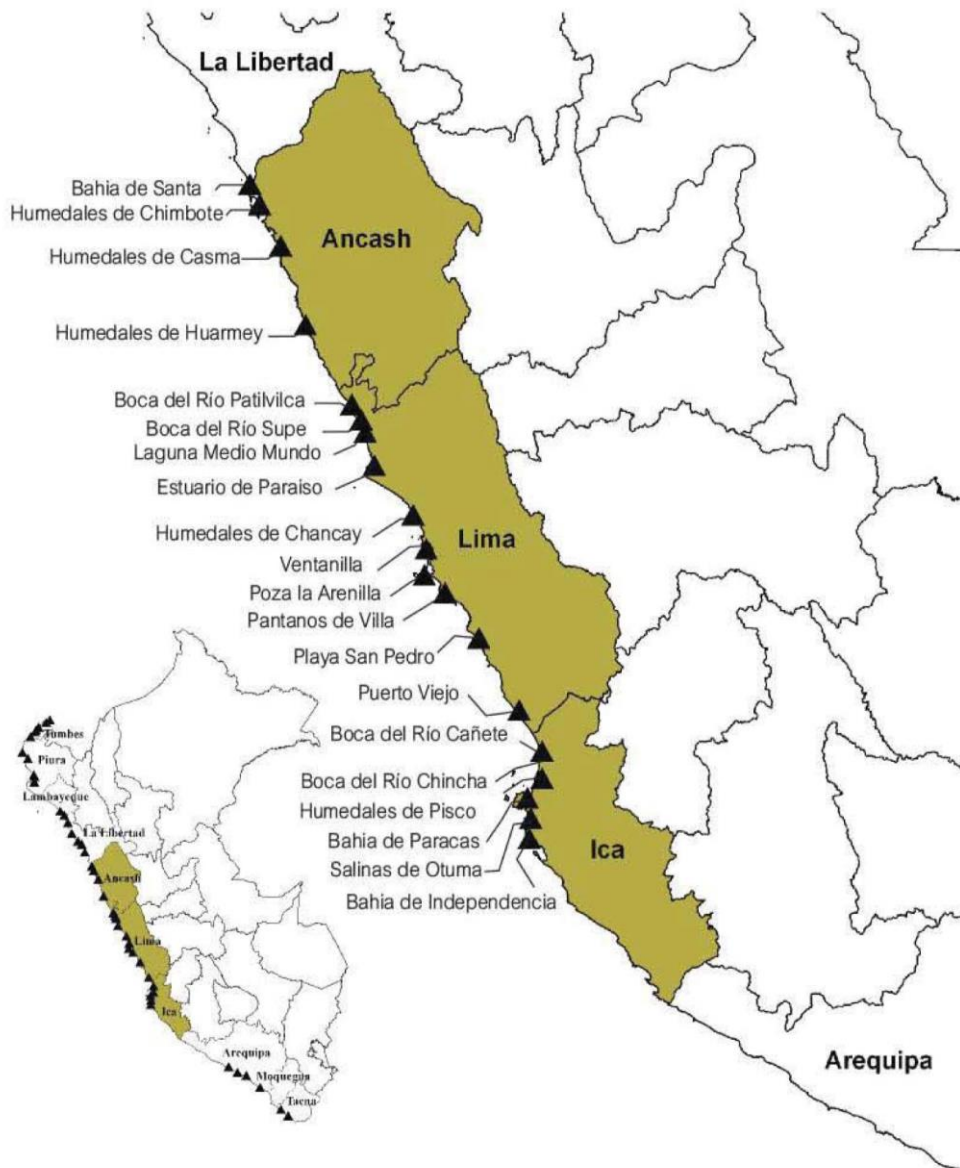 La Libertad
Bahia de Santa
Humedales de Chimbote
Ancash
Humedales de Casma
Humedales de Huarmey
Boca del Río Patilvilca
Boca del Río Supe
Laguna Medio Mundo
Estuario de Paraiso
Humedales de Chancay
Lima
Ventanilla
Poza la Arenilla
Pantanos de Villa
Playa San Pedro
Puerto Viejo
Boca del Río Cañete
Boca del Río Chincha
Humedales de Pisco
Bahia de Paracas
Ica
Salinas de Otuma
Bahia de Independencia
Arequipa
Tumbes
Piura
Lambayeque
La Libertad
Ancash
Lima
Ica
Arequipa
Moquegua
Tacna